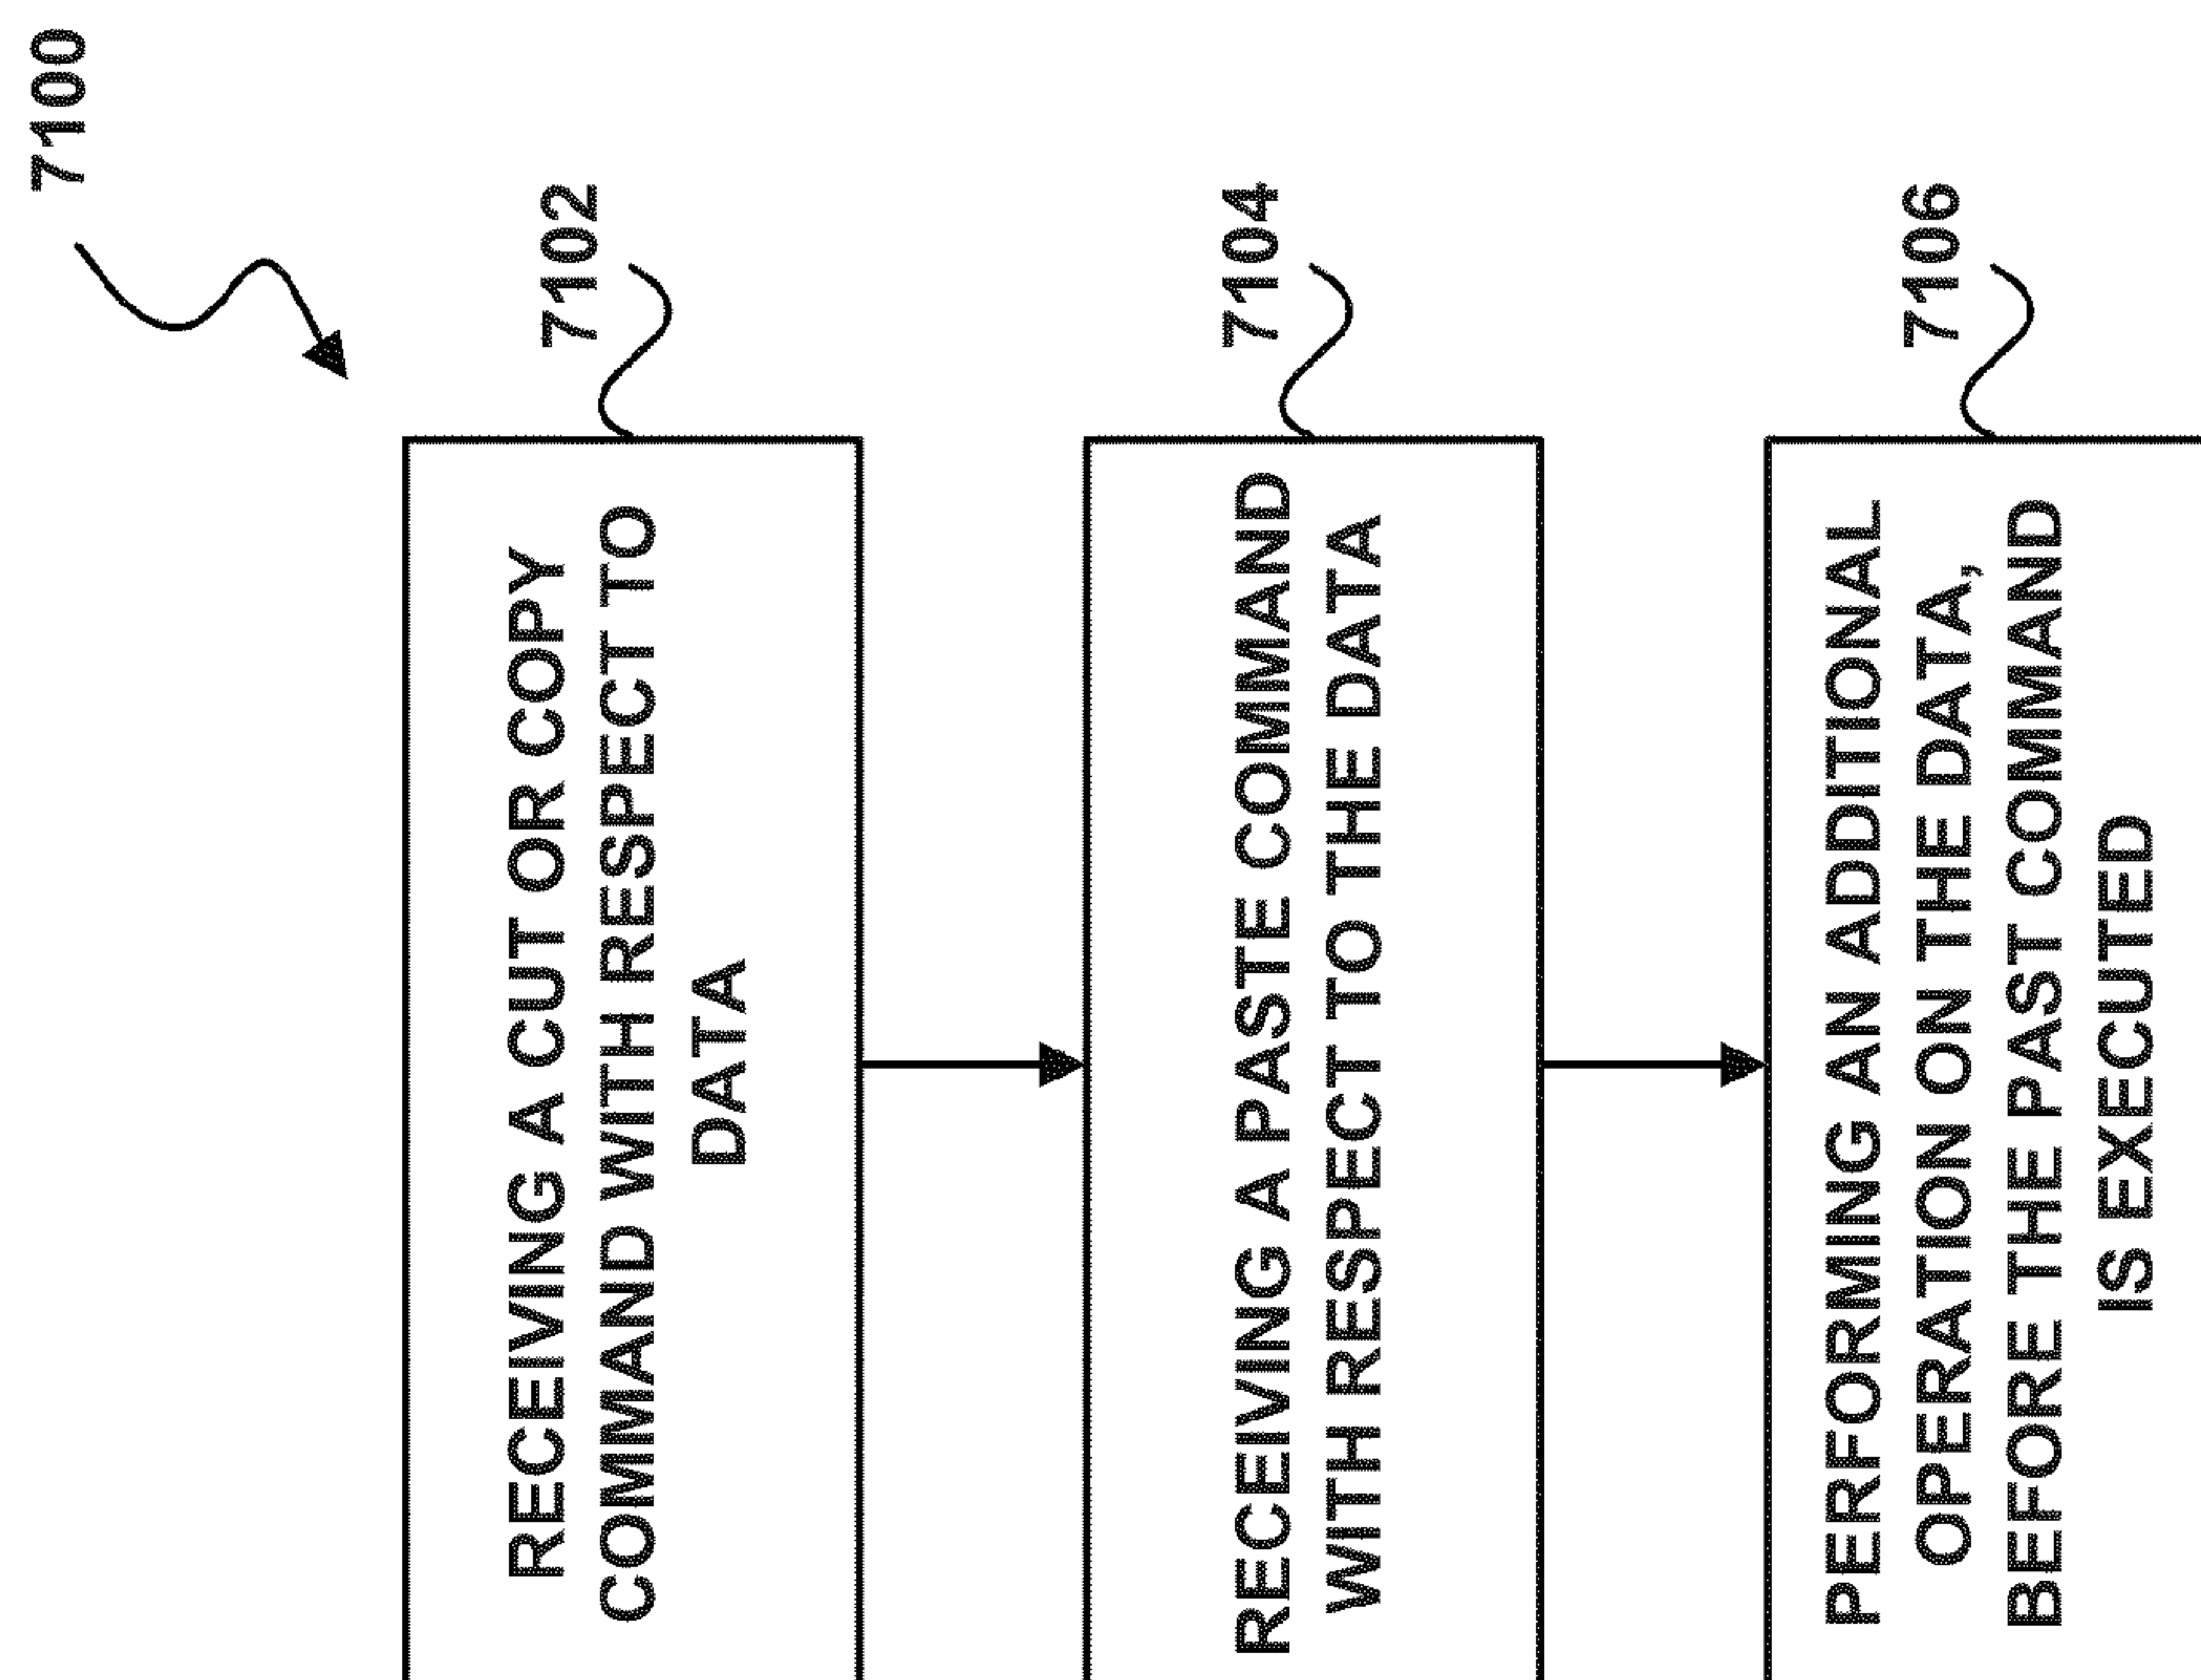 7100
7102
RECEIVING A CUT OR COPY
COMMAND WITH RESPECT TO
DATA
7104
RECEIVING A PASTE COMMAND
WITH RESPECT TO THE DATA
7106
PERFORMING AN ADDITIONAL
OPERATION ON THE DATA,
BEFORE THE PAST COMMAND
IS EXECUTED